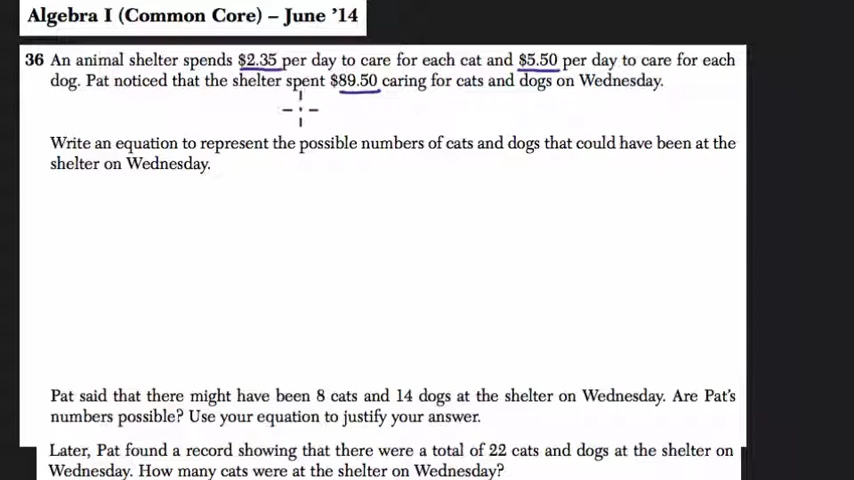 Algebra I (Common Core) – June ’14
36 An animal shelter spends $2.35 per day to care for each cat and $5.50 per day to care for each
dog. Pat noticed that the shelter spent $89.50 caring for cats and dogs on Wednesday.
Write an equation to represent the possible numbers of cats and dogs that could have been at the
shelter on Wednesday.
Pat said that there might have been 8 cats and 14 dogs at the shelter on Wednesday. Are Pat’s
numbers possible? Use your equation to justify your answer.
Later, Pat found a record showing that there were a total of 22 cats and dogs at the shelter on
Wednesday. How many cats were at the shelter on Wednesday?